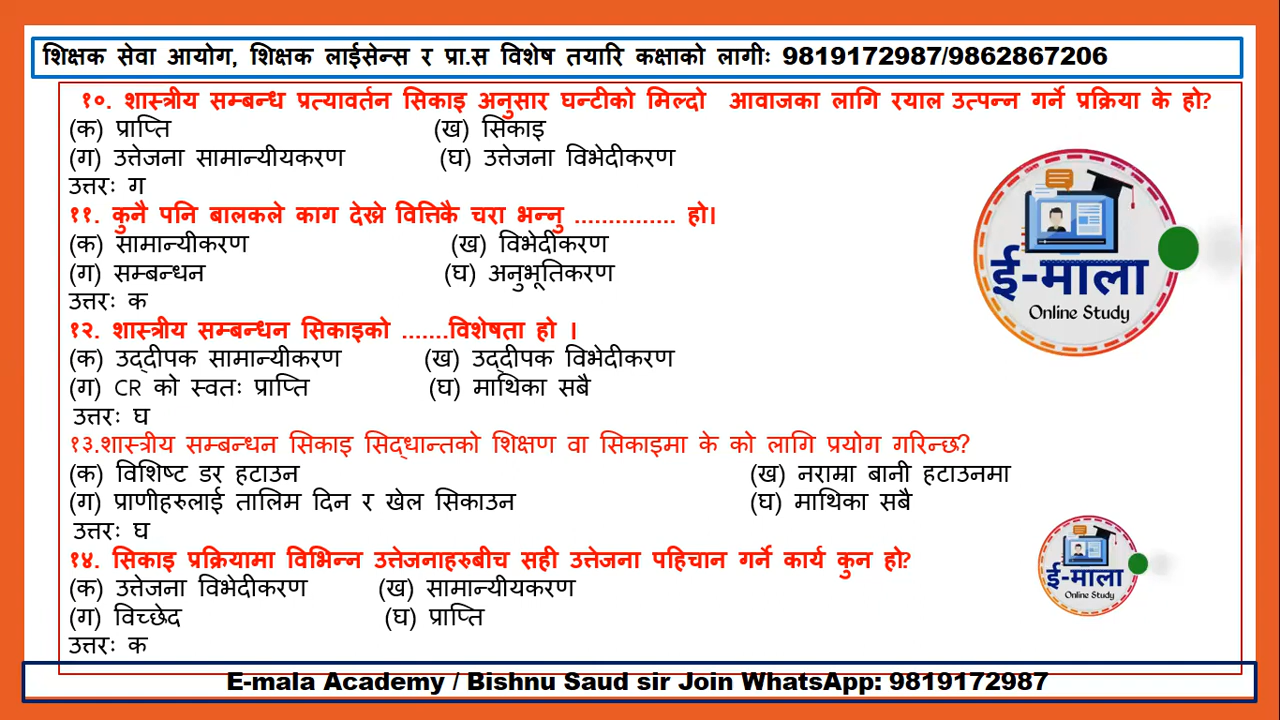 शिक्षक सेवा आयोग, शिक्षक लाईसेन्स र प्रा.स विशेष तयारि कक्षाको लागीः 9819172987/9862867206
१०. शास्त्रीय सम्बन्ध प्रत्यावर्तन सिकाइ अनुसार घन्टीको मिल्दो आवाजका लागि रयाल उत्पन्न गर्ने प्रक्रिया के हो?
(क) प्राप्ति (ख) सिकाइ
(ग) उत्तेजना सामान्यीयकरण (घ) उत्तेजना विभेदीकरण
उत्तरः ग
११. कुनै पनि बालकले काग देख्ने वित्तिकै चरा भन्नु ............... हो।
(क) सामान्यीकरण (ख) विभेदीकरण
(ग) सम्बन्धन (घ) अनुभूतिकरण
उत्तरः क
१२. शास्त्रीय सम्बन्धन सिकाइको .......विशेषता हो ।
(क) उद्दीपक सामान्यीकरण (ख) उद्दीपक विभेदीकरण
(ग) CR को स्वतः प्राप्ति (घ) माथिका सबै
उत्तरः घ
१३.शास्त्रीय सम्बन्धन सिकाइ सिद्धान्तको शिक्षण वा सिकाइमा के को लागि प्रयोग गरिन्छ?
(क) विशिष्ट डर हटाउन (ख) नराम्रा बानी हटाउनमा
(ग) प्राणीहरुलाई तालिम दिन र खेल सिकाउन (घ) माथिका सबै
उत्तरः घ
१४. सिकाइ प्रक्रियामा विभिन्न उत्तेजनाहरुबीच सही उत्तेजना पहिचान गर्ने कार्य कुन हो?
(क) उत्तेजना विभेदीकरण (ख) सामान्यीयकरण
(ग) विच्छेद (घ) प्राप्ति
उत्तरः क
ई-माला
Online Study
ई-माला
Online Study
E-mala Academy / Bishnu Saud sir Join WhatsApp: 9819172987